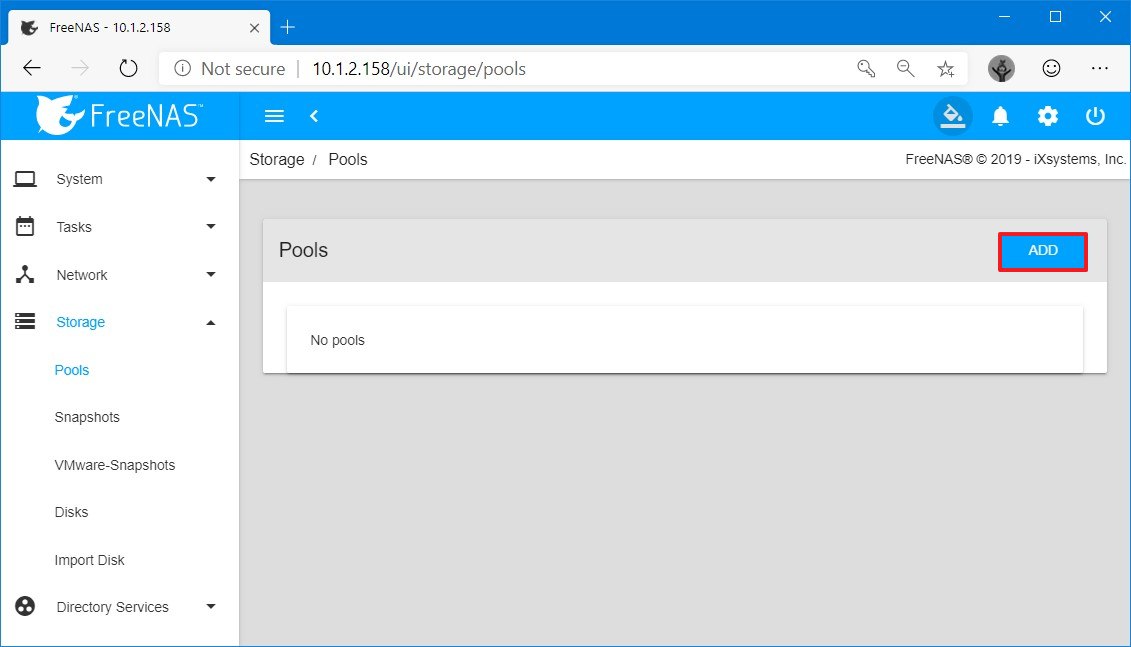 FreeNAS - 10.1.2.158
Not secure | 10.1.2.158/ui/storage/pools
FreeNAS™
Storage / Pools
FreeNAS® © 2019 - iXsystems, Inc.
System
Tasks
Network
Storage
Pools
Snapshots
VMware-Snapshots
Disks
Import Disk
Directory Services
Pools
ADD
No pools